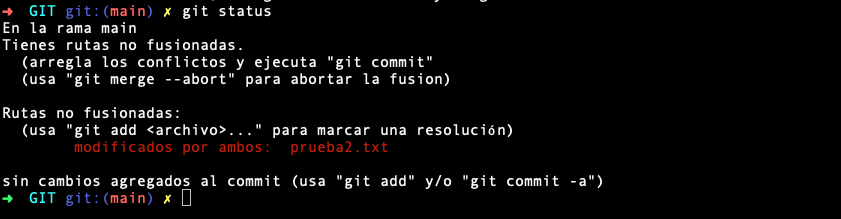 ➜ GIT git:(main) ✗ git status
En la rama main
Tienes rutas no fusionadas.
  (arregla los conflictos y ejecuta "git commit"
  (usa "git merge --abort" para abortar la fusion)

Rutas no fusionadas:
  (usa "git add <archivo>..." para marcar una resolución)
        modificados por ambos:  prueba2.txt

sin cambios agregados al commit (usa "git add" y/o "git commit -a")
➜ GIT git:(main) ✗